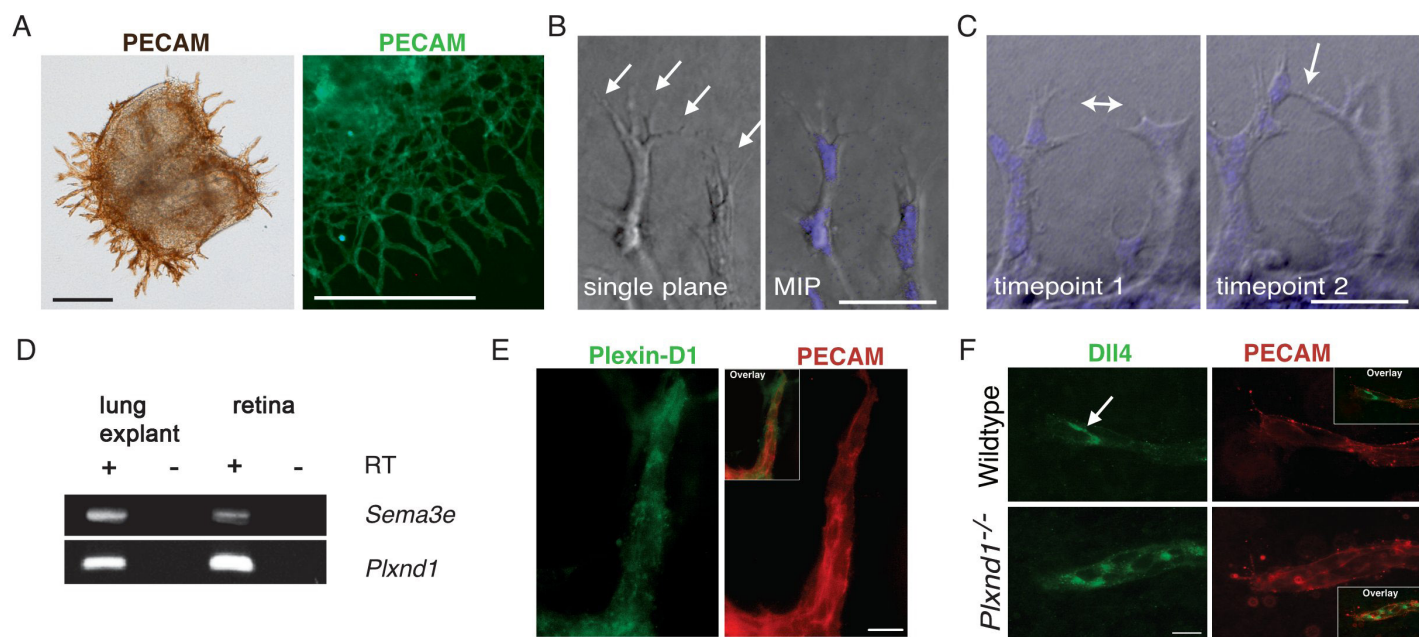 A
PECAM
PECAM
B
single plane
MIP
C
timepoint 1
timepoint 2
D
lung
explant
retina
+ - + - RT
Sema3e
Plxnd1
E
Plexin-D1
PECAM
Overlay
F
Dll4
PECAM
Wildtype
Overlay
Plxnd1-/-
Overlay